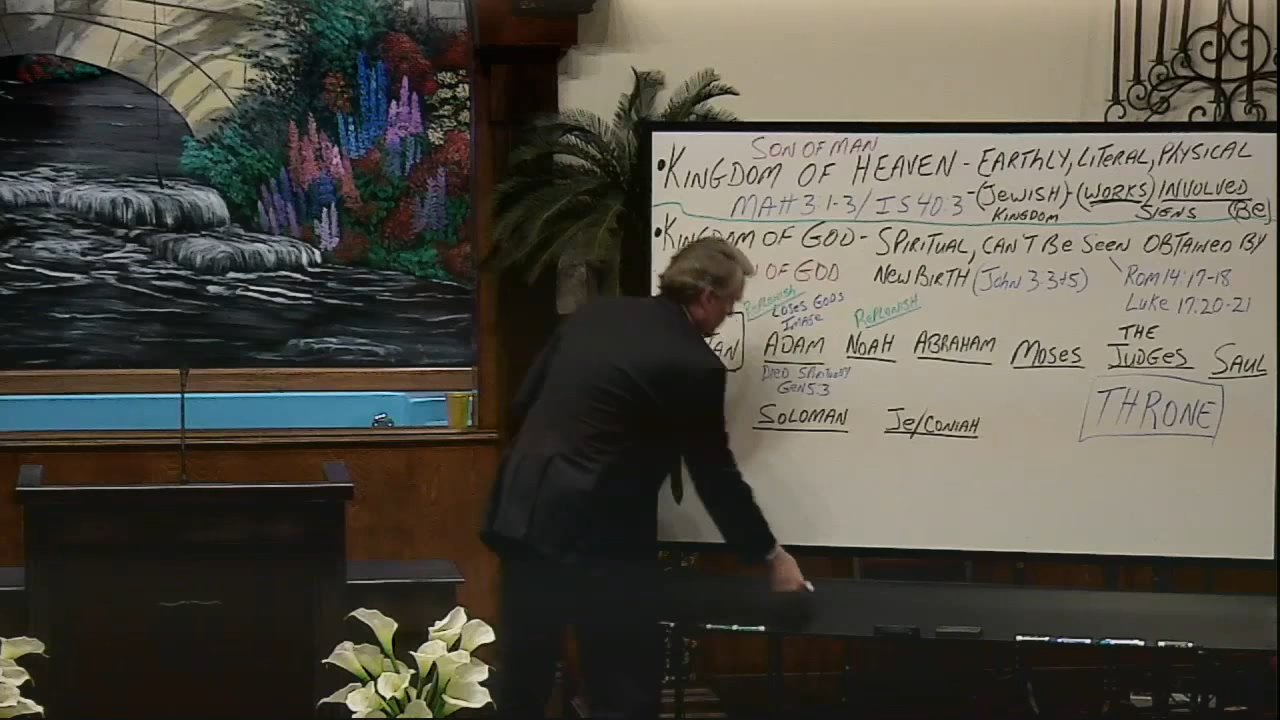 SON OF MAN
• KINGDOM OF HEAVEN - EARTHLY, LITERAL, PHYSICAL
MAtt 3:1-3 / IS 40:3 - (JEWISH) - (WORKS) INVOLVED
KINGDOM SIGNS (Be)
• KINGDOM OF GOD - SPIRITUAL, CAN'T Be SEEN OBTAINED BY
OF GOD NEW BIRTH (John 3:3+5) Rom 14:17-18
Luke 17:20-21
RePLENISH LOSES GODS RePLENISH
IMAGE THE
ADAM NOAH ABRAHAM MOSES JUDGES SAUL
DIED SPIRITUALLY
Gen 5:3
SOLOMAN Je/CONIAH THRONE